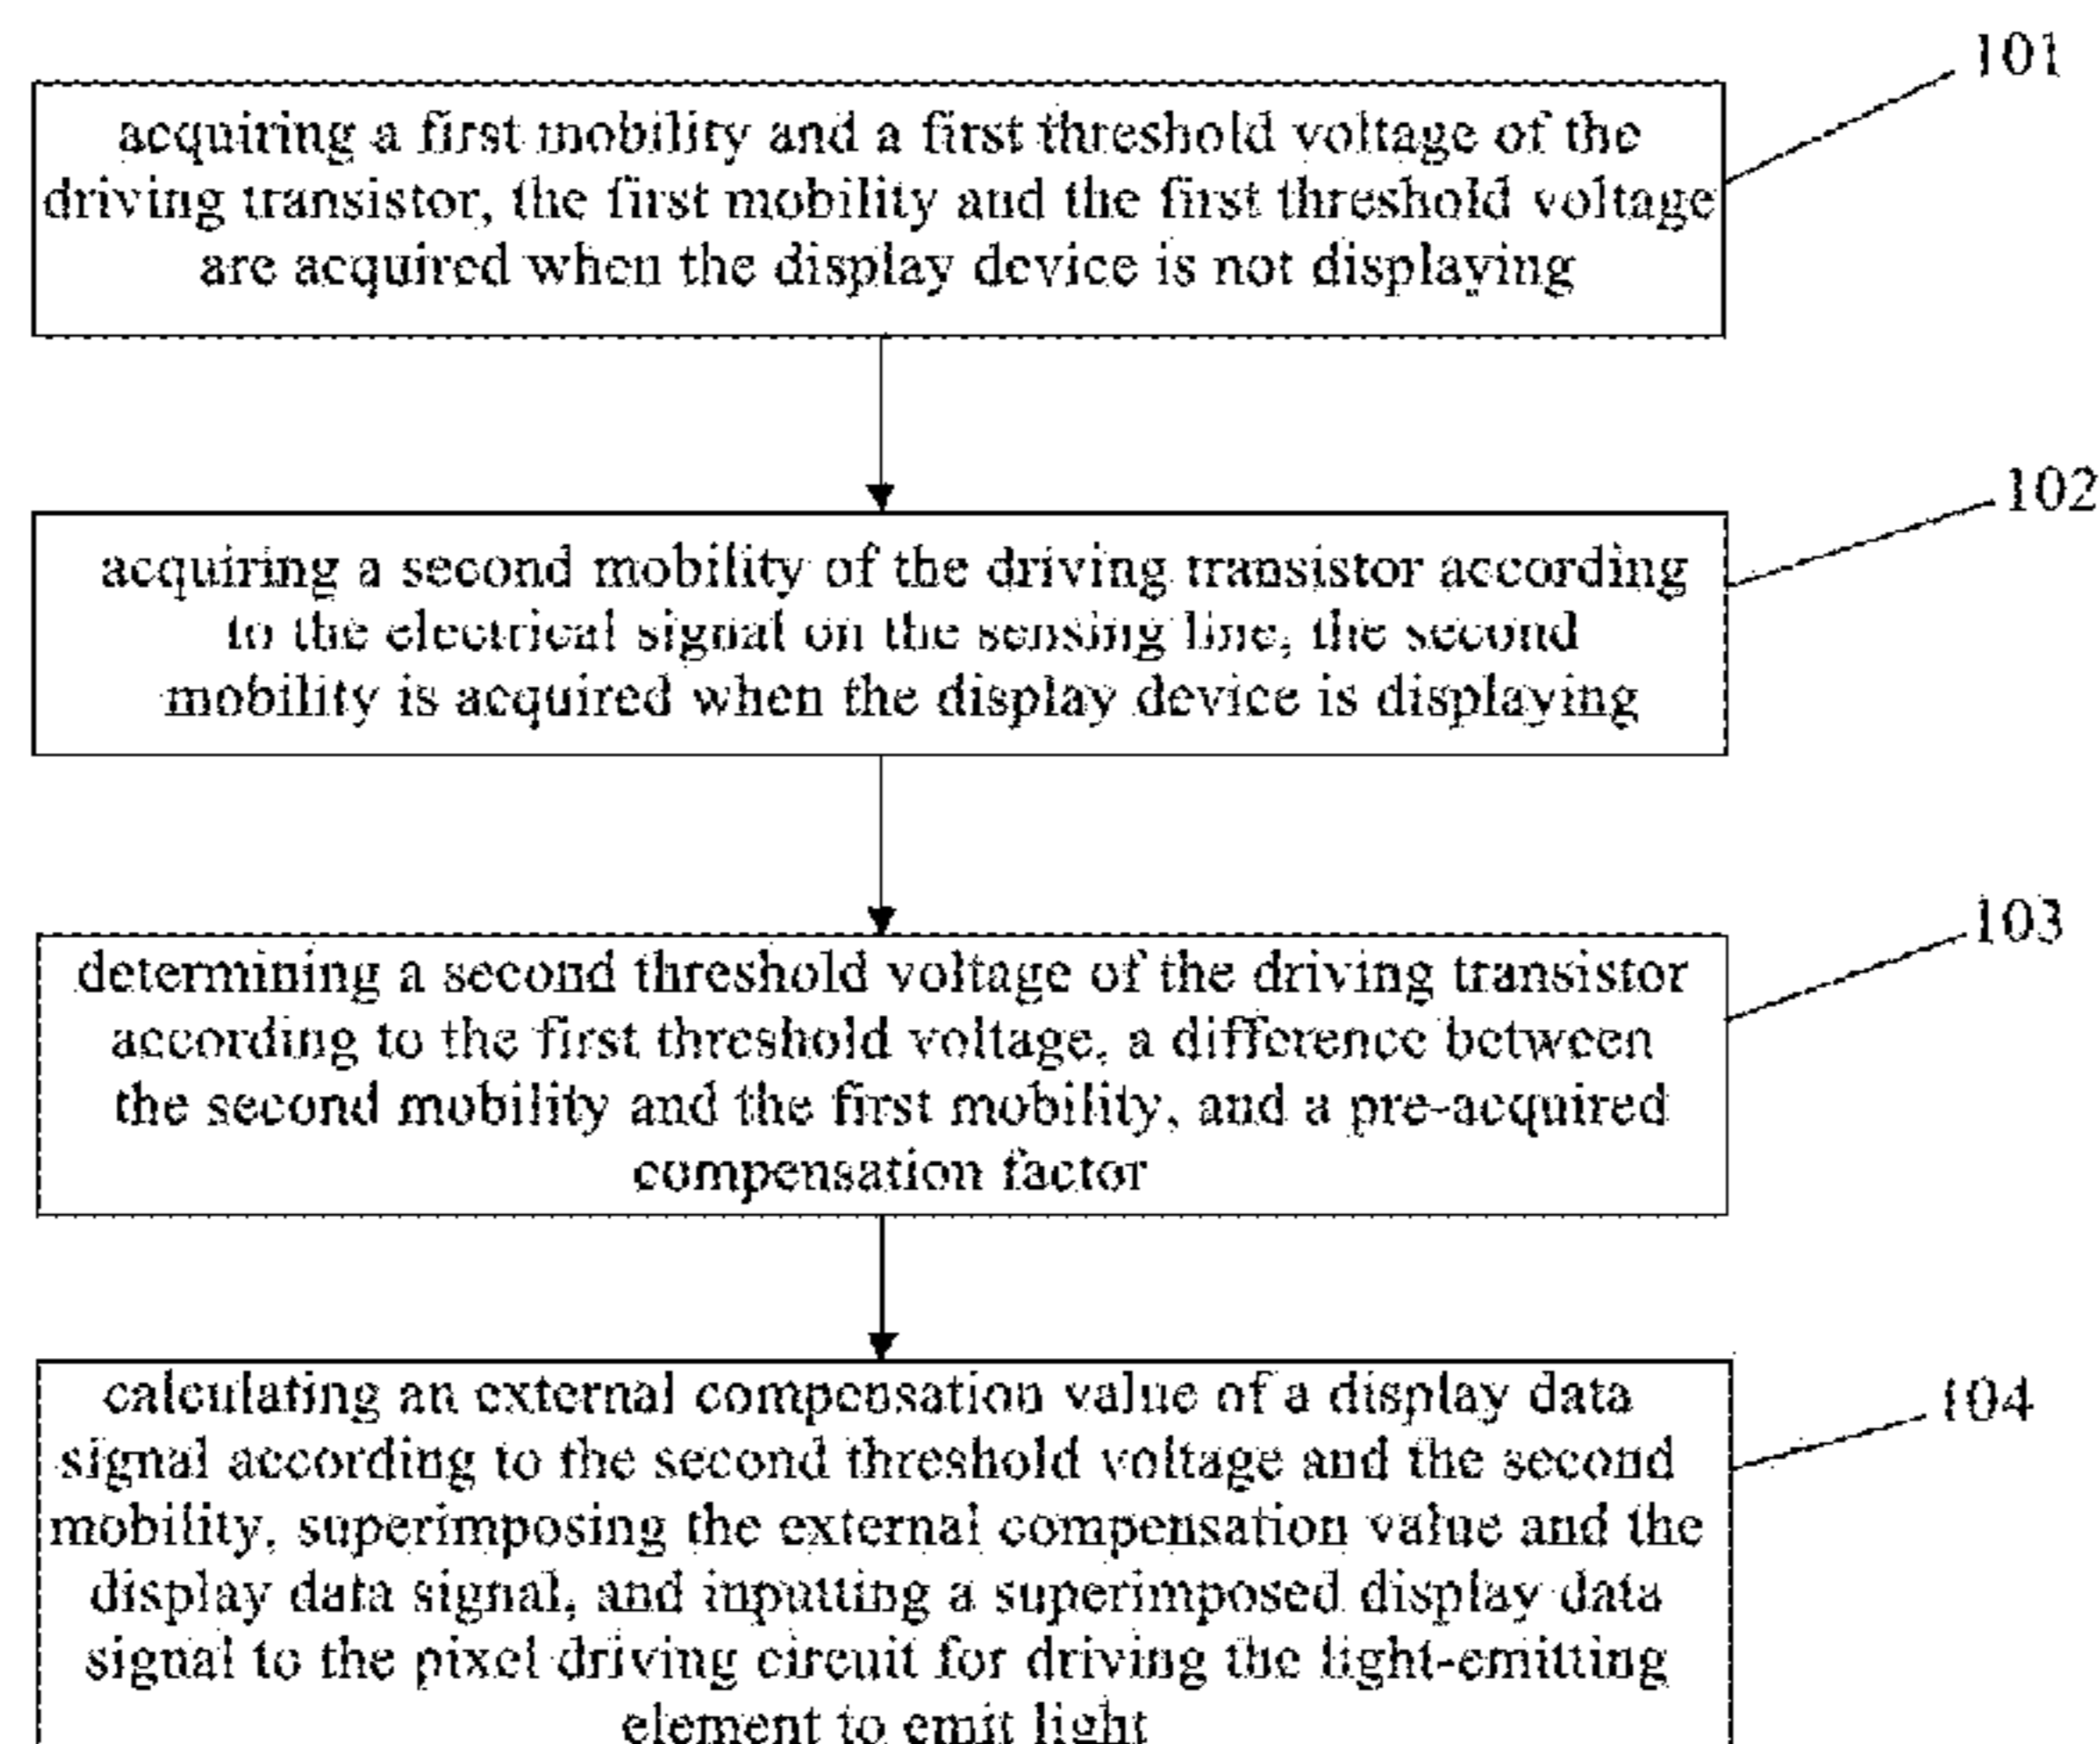 101
acquiring a first mobility and a first threshold voltage of the
driving transistor, the first mobility and the first threshold voltage
are acquired when the display device is not displaying
102
acquiring a second mobility of the driving transistor according
to the electrical signal on the sensing line, the second
mobility is acquired when the display device is displaying
103
determining a second threshold voltage of the driving transistor
according to the first threshold voltage, a difference between
the second mobility and the first mobility, and a pre-acquired
compensation factor
104
calculating an external compensation value of a display data
signal according to the second threshold voltage and the second
mobility, superimposing the external compensation value and the
display data signal, and inputting a superimposed display data
signal to the pixel driving circuit for driving the light-emitting
element to emit light